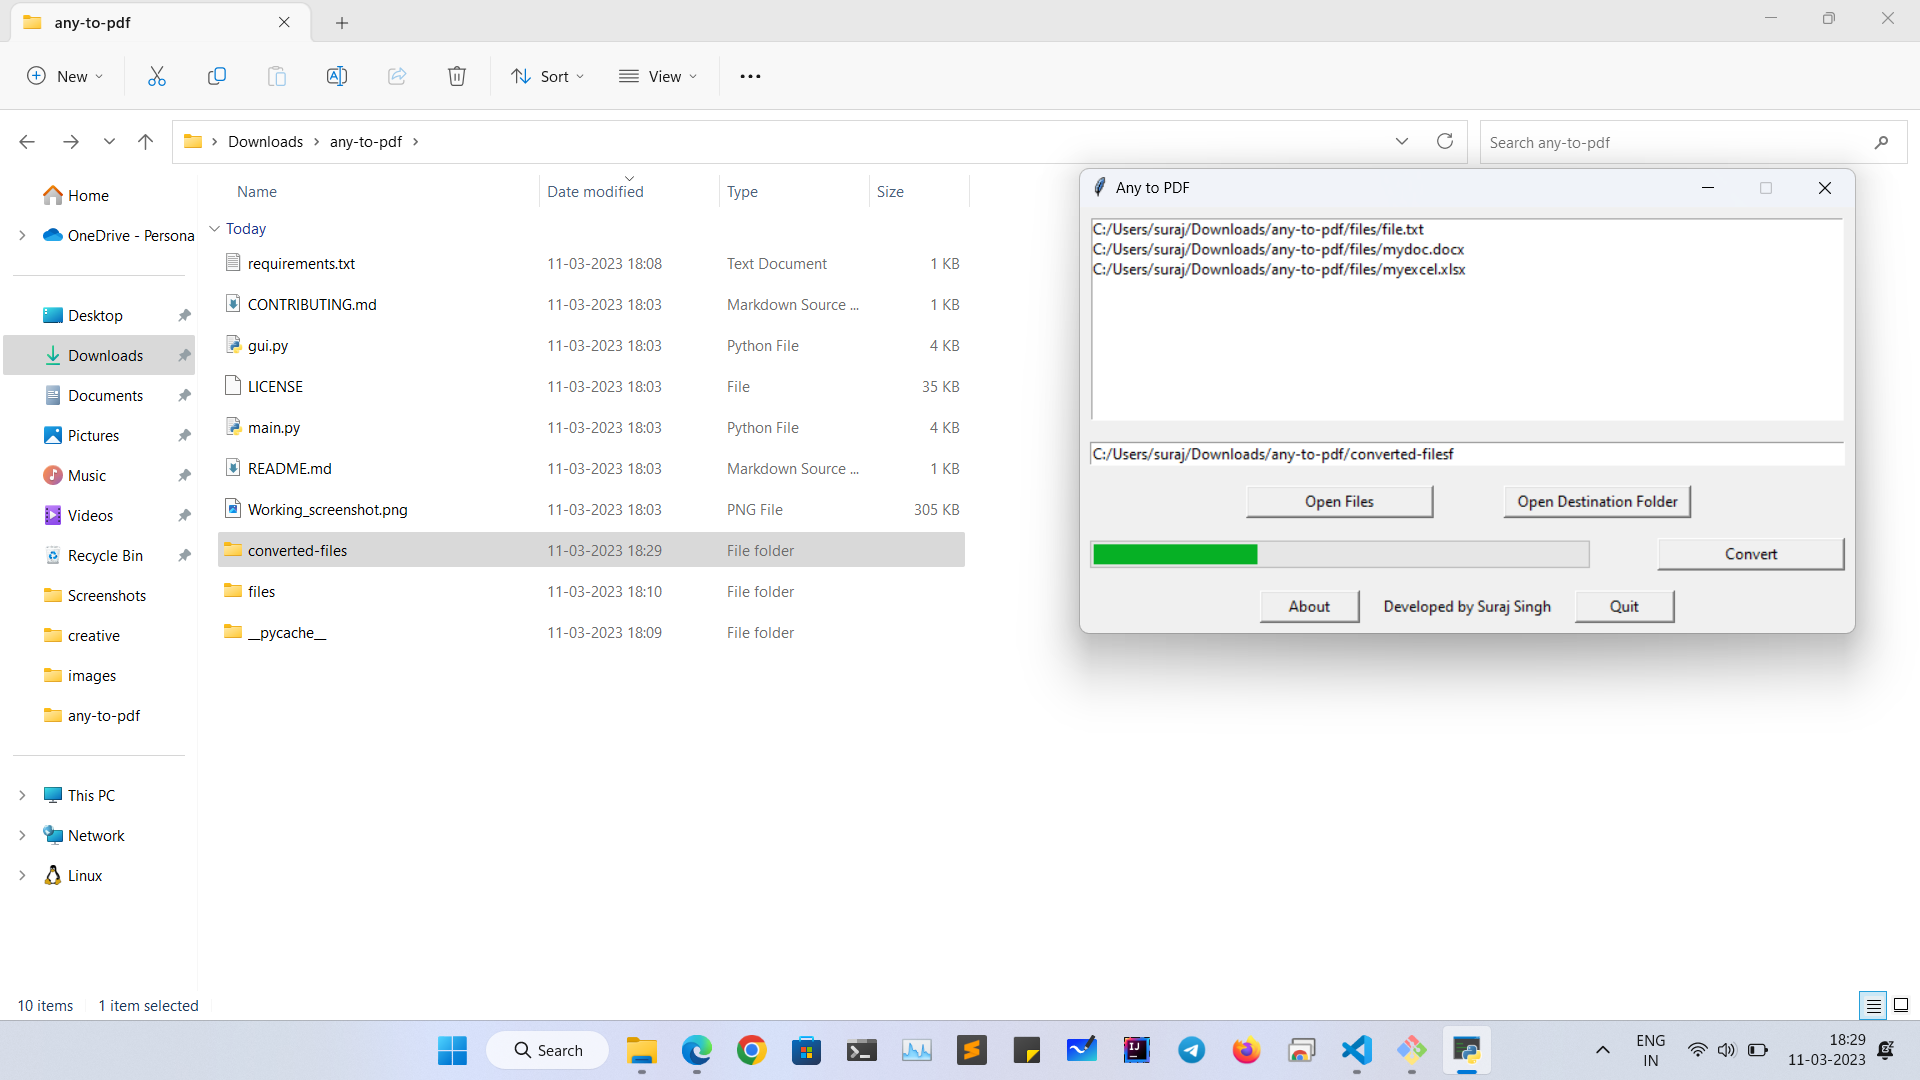 any-to-pdf
New
Sort
View
Downloads
any-to-pdf
Search any-to-pdf
Home
OneDrive - Persona
Desktop
Downloads
Documents
Pictures
Music
Videos
Recycle Bin
Screenshots
creative
images
any-to-pdf
This PC
Network
Linux
Name Date modified Type Size
Today
requirements.txt 11-03-2023 18:08 Text Document 1 KB
CONTRIBUTING.md 11-03-2023 18:03 Markdown Source ... 1 KB
gui.py 11-03-2023 18:03 Python File 4 KB
LICENSE 11-03-2023 18:03 File 35 KB
main.py 11-03-2023 18:03 Python File 4 KB
README.md 11-03-2023 18:03 Markdown Source ... 1 KB
Working_screenshot.png 11-03-2023 18:03 PNG File 305 KB
converted-files 11-03-2023 18:29 File folder
files 11-03-2023 18:10 File folder
__pycache__ 11-03-2023 18:09 File folder
Any to PDF
C:/Users/suraj/Downloads/any-to-pdf/files/file.txt
C:/Users/suraj/Downloads/any-to-pdf/files/mydoc.docx
C:/Users/suraj/Downloads/any-to-pdf/files/myexcel.xlsx
C:/Users/suraj/Downloads/any-to-pdf/converted-filesf
Open Files
Open Destination Folder
Convert
About
Developed by Suraj Singh
Quit
10 items 1 item selected
Search
IJ
ENG
IN
18:29
11-03-2023